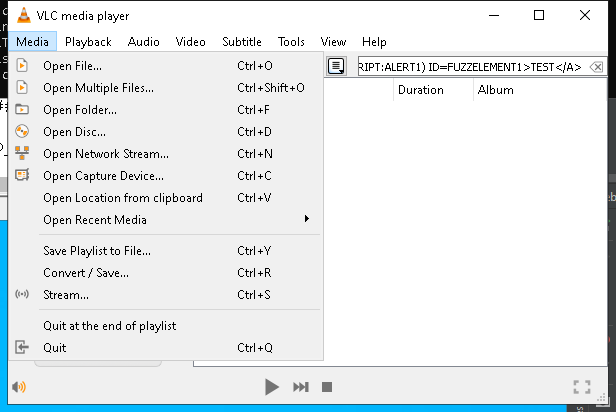 VLC media player
Media Playback Audio Video Subtitle Tools View Help
Open File... Ctrl+O
RIPT:ALERT1) ID=FUZZELEMENT1>TEST</A>
Open Multiple Files... Ctrl+Shift+O
Duration Album
Open Folder... Ctrl+F
Open Disc... Ctrl+D
Open Network Stream... Ctrl+N
Open Capture Device... Ctrl+C
Open Location from clipboard Ctrl+V
Open Recent Media
Save Playlist to File... Ctrl+Y
Convert / Save... Ctrl+R
Stream... Ctrl+S
Quit at the end of playlist
Quit Ctrl+Q